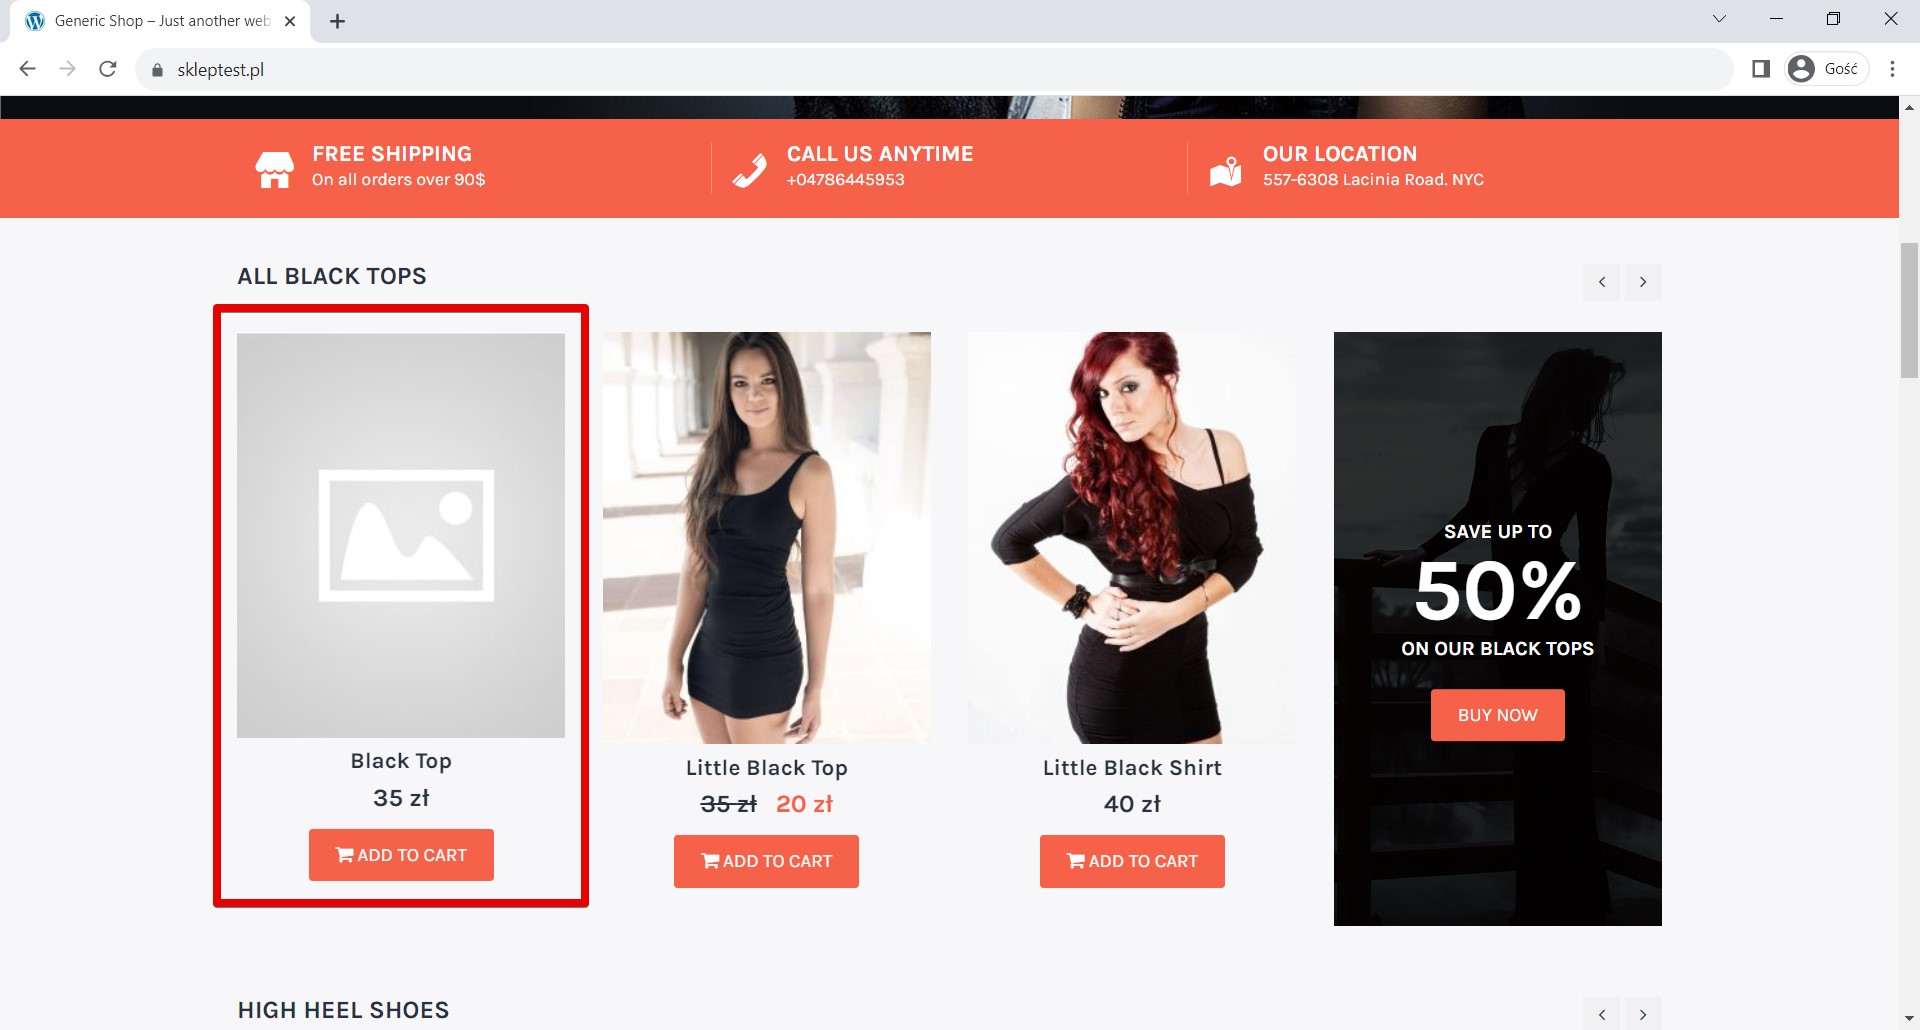 Generic Shop – Just another web
skleptest.pl
Gość
FREE SHIPPING
On all orders over 90$
CALL US ANYTIME
+04786445953
OUR LOCATION
557-6308 Lacinia Road. NYC
ALL BLACK TOPS
Black Top
35 zł
ADD TO CART
Little Black Top
35 zł 20 zł
ADD TO CART
Little Black Shirt
40 zł
ADD TO CART
SAVE UP TO
50%
ON OUR BLACK TOPS
BUY NOW
HIGH HEEL SHOES